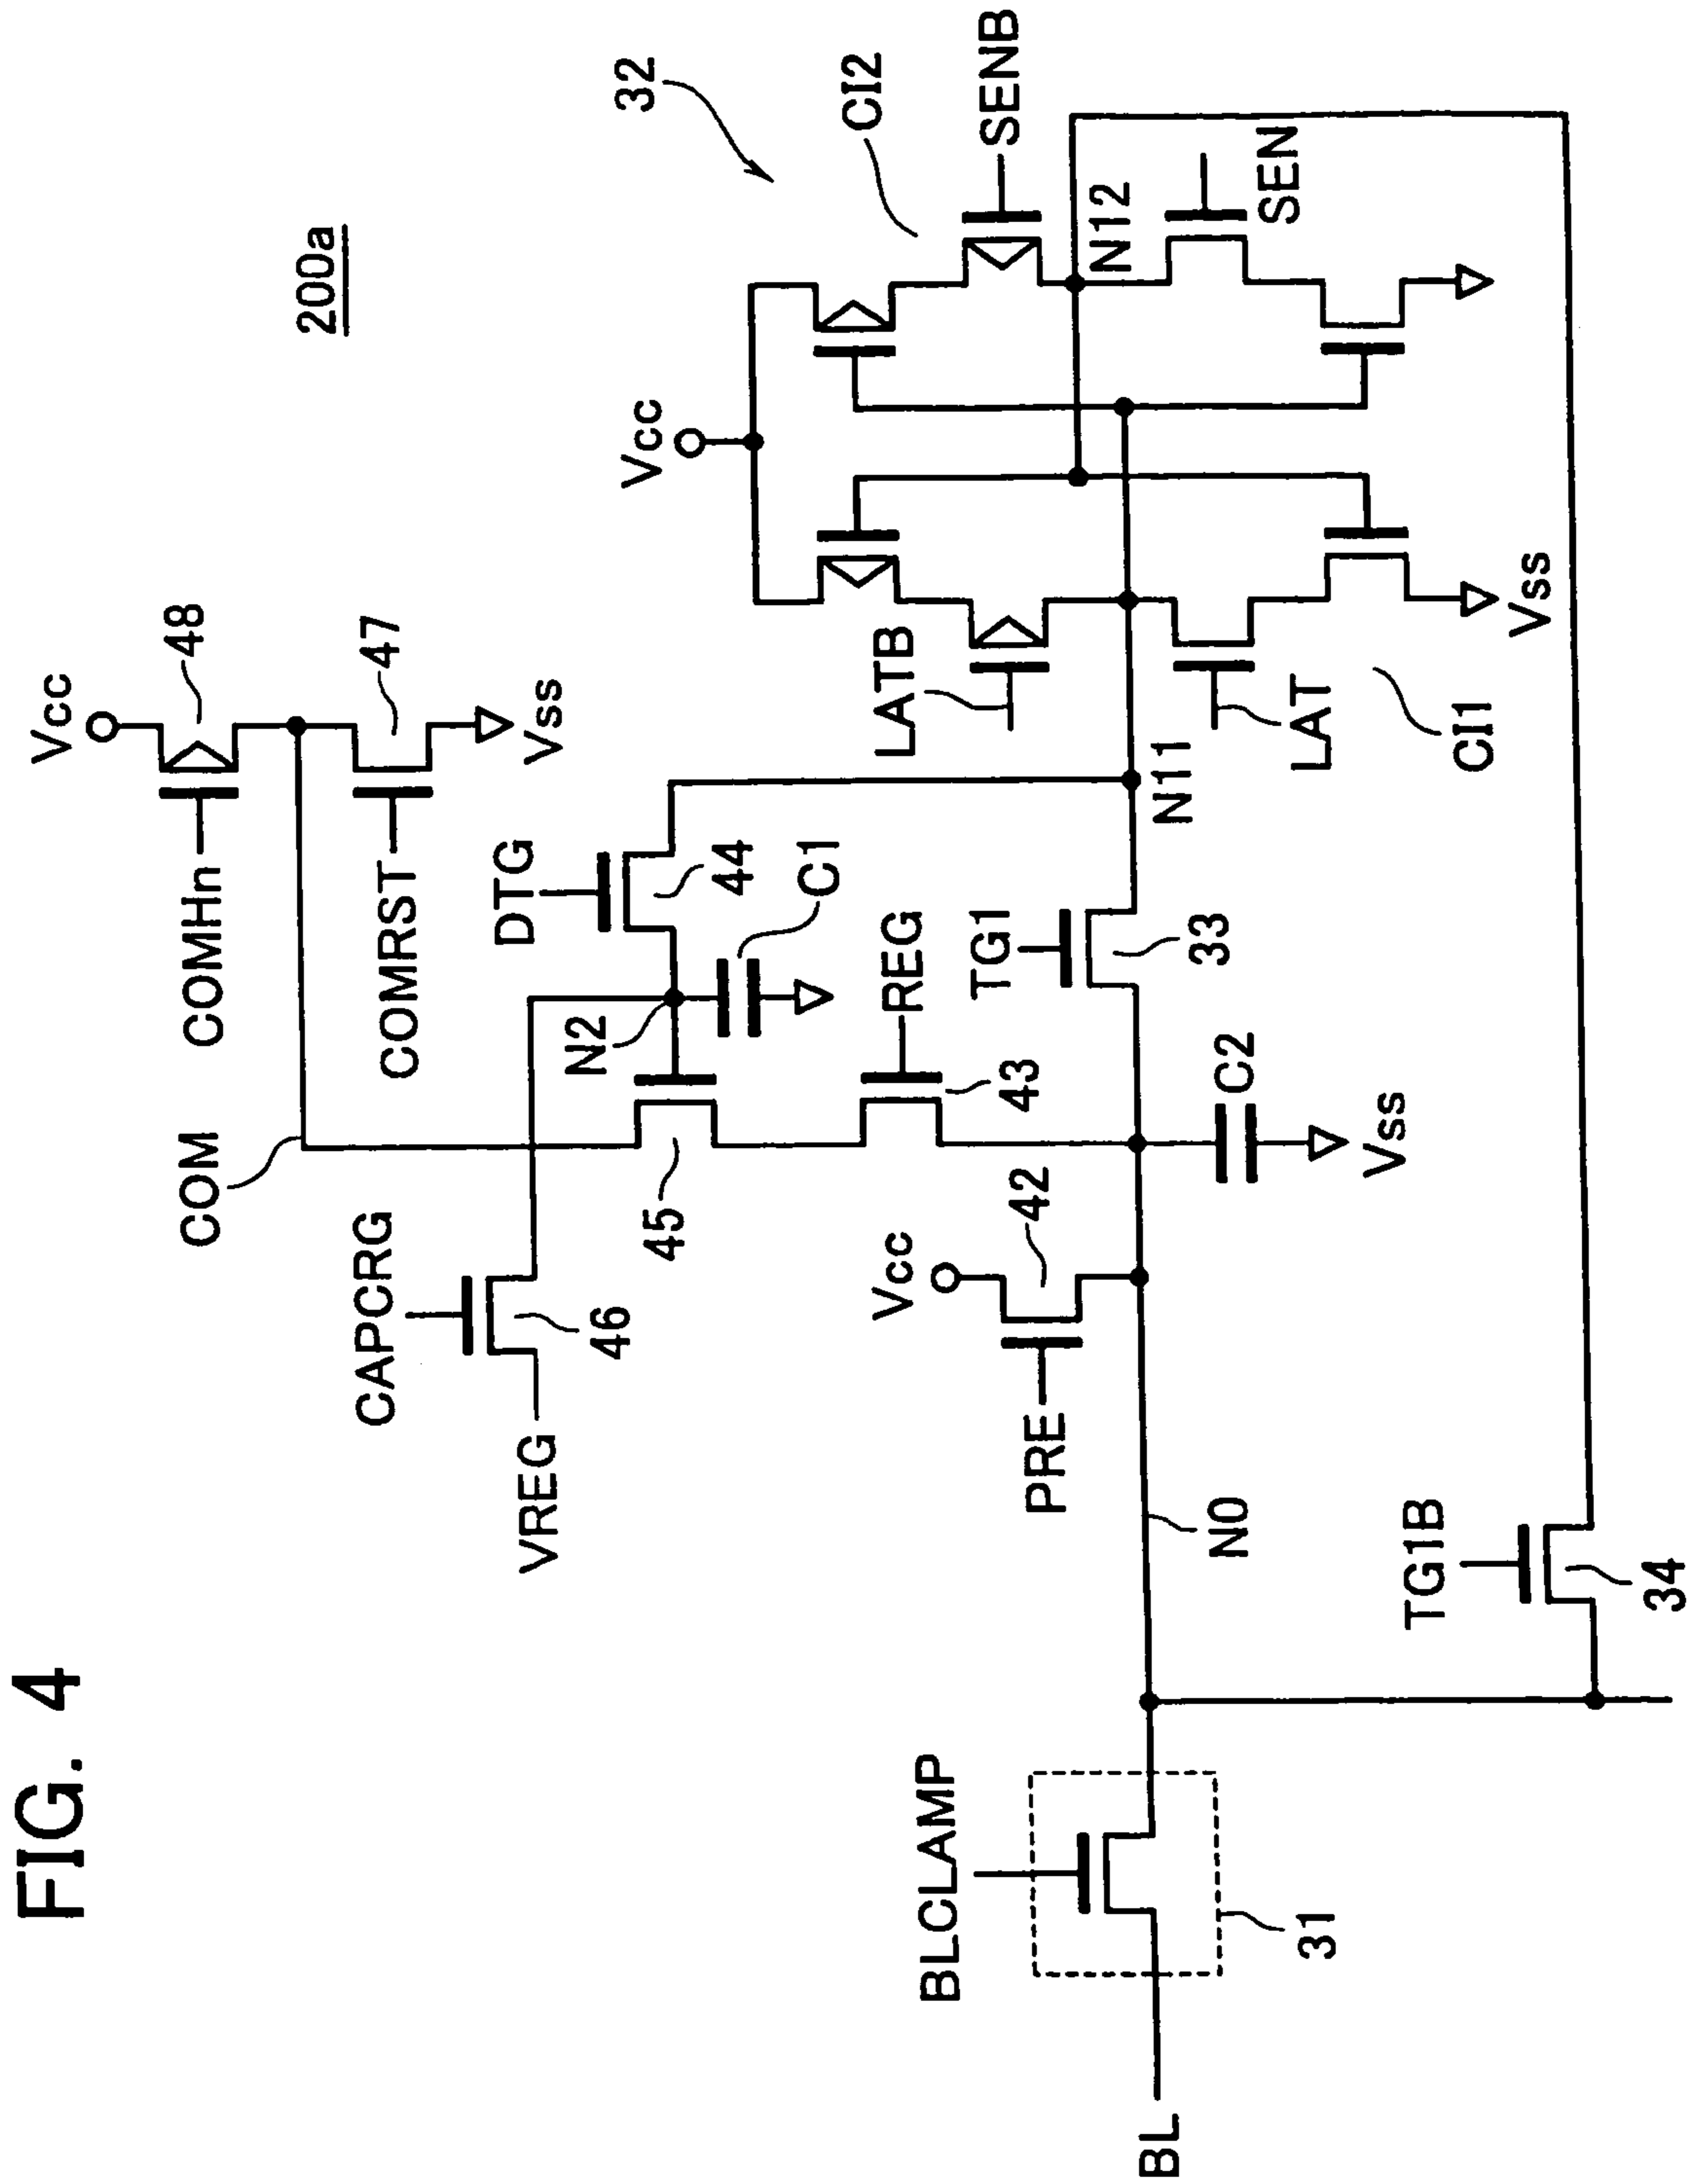 FIG. 4
200a
Vcc
COMHn
48
COM
COMRST
47
Vss
CAPCRG
46
VREG
DTG
44
N2
C1
45
REG
43
Vcc
PRE
42
TG1
33
C2
Vss
N0
BLCLAMP
31
BL
TG1B
34
32
Vcc
CI2
SENB
LATB
N12
N11
SEN
LAT
CI1
Vss